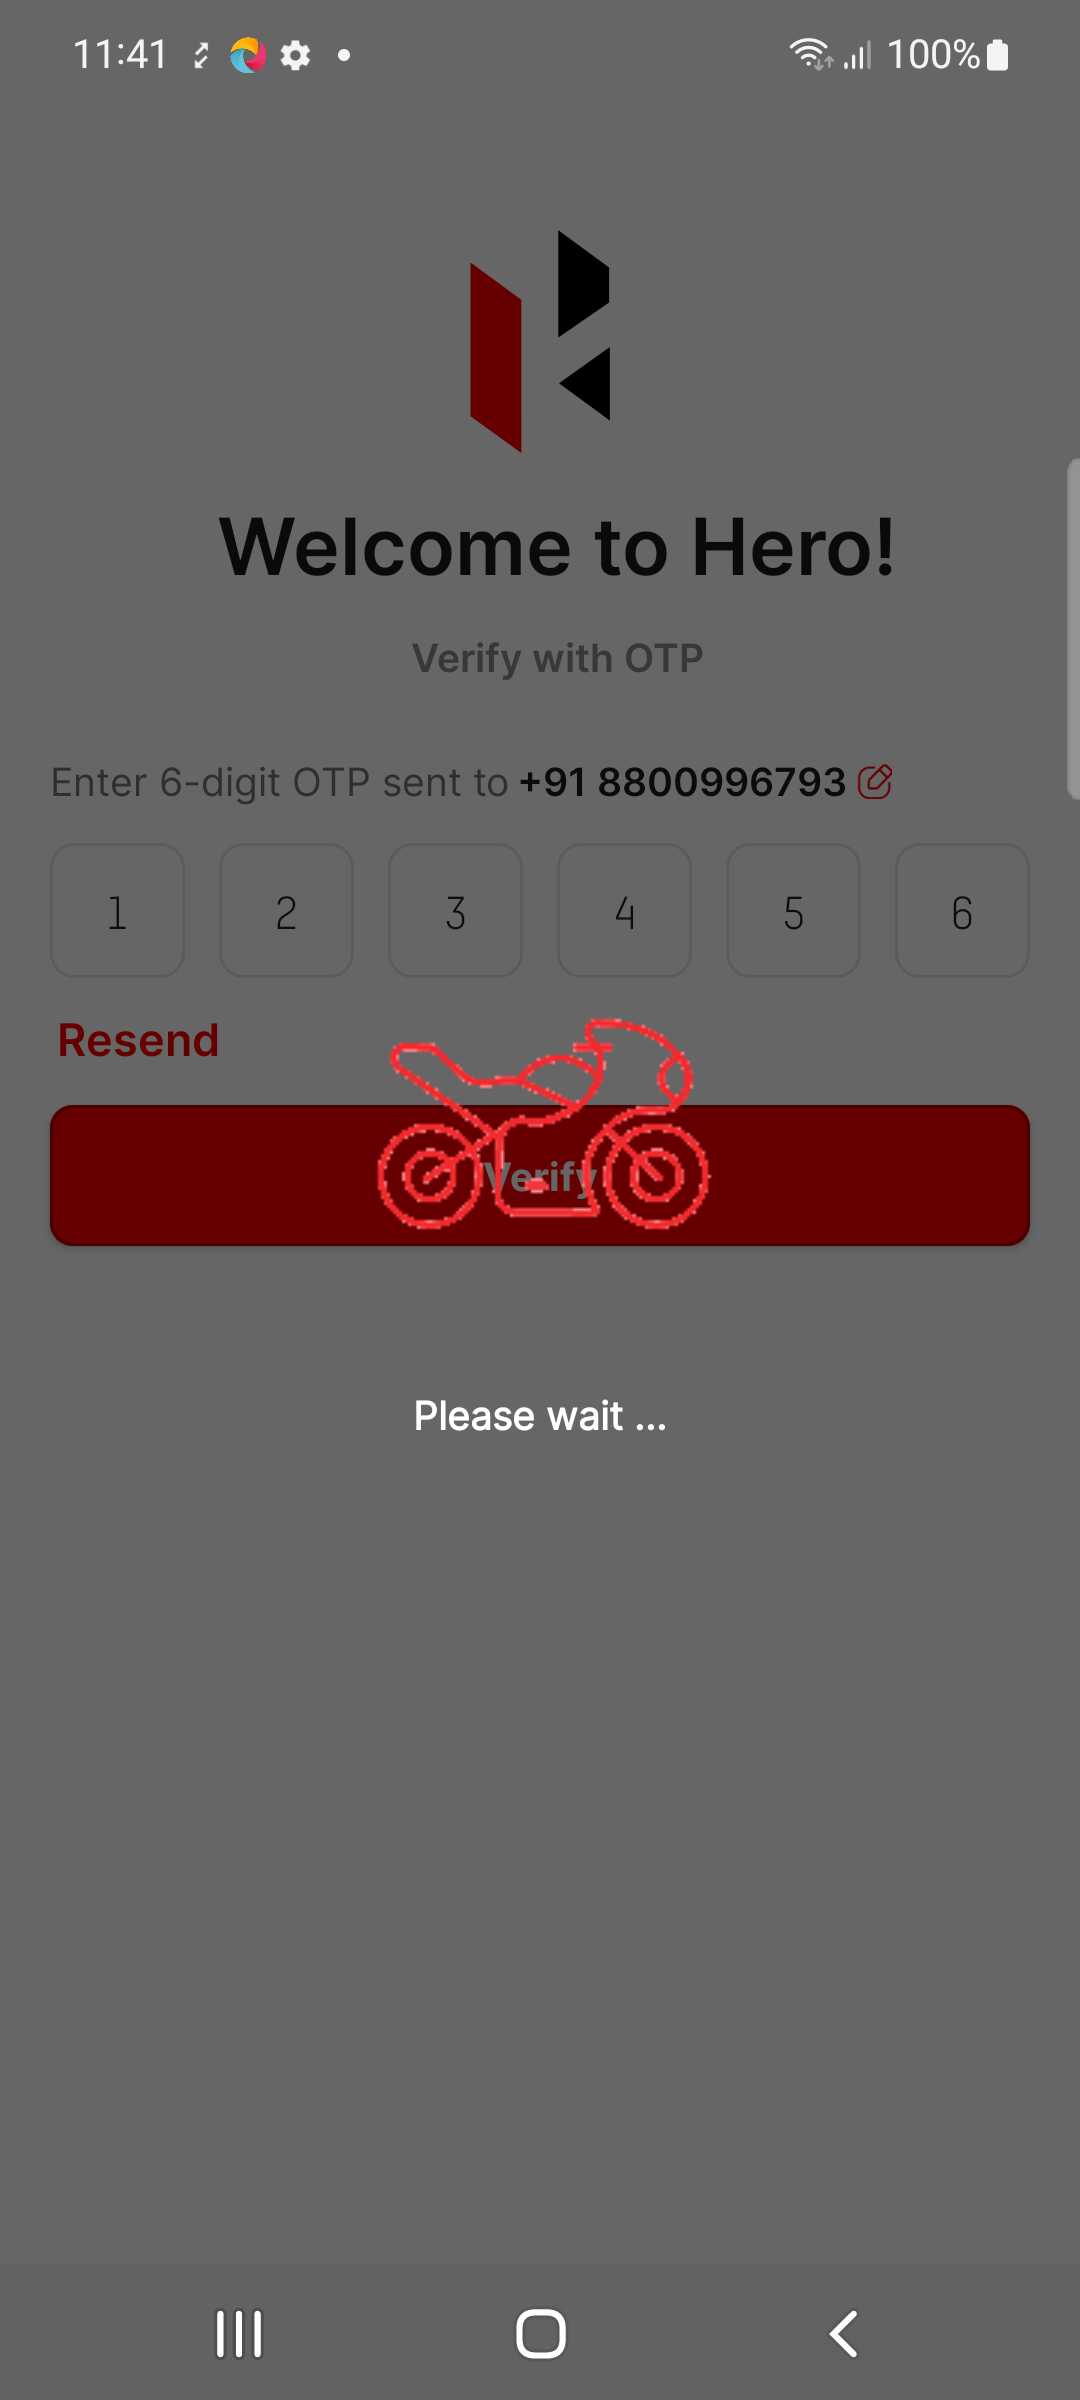 11:41
100%
Welcome to Hero!
Verify with OTP
Enter 6-digit OTP sent to +91 8800996793
1 2 3 4 5 6
Resend
Verify
Please wait ...